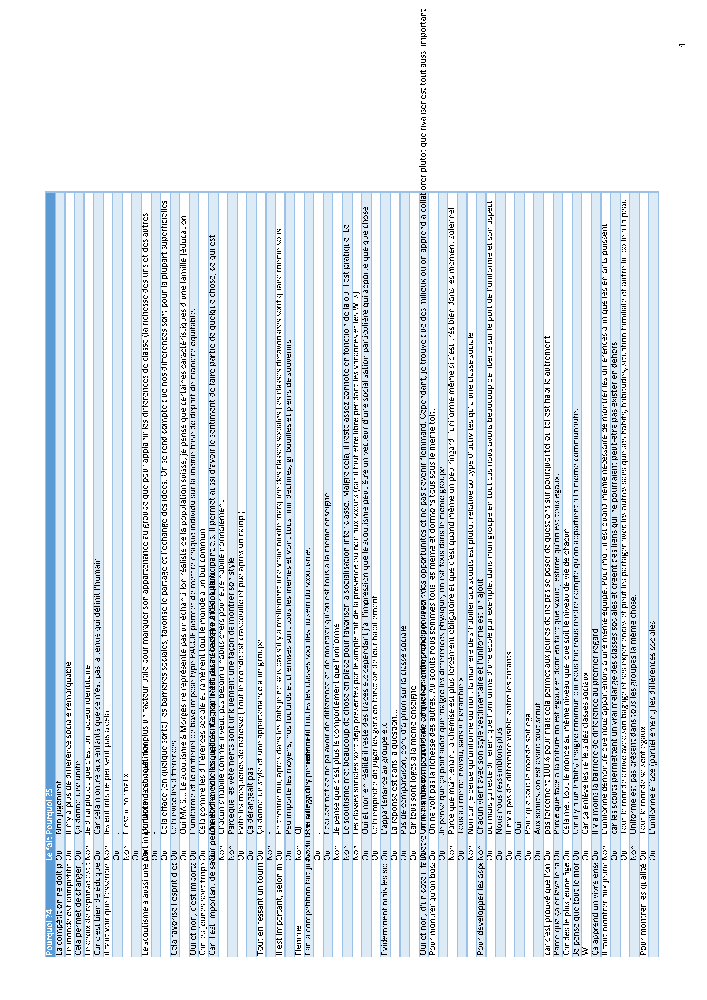 Pourquoi ?4 Le fait Pourquoi ?5
La compétition ne doit p Oui Non jugement
Le monde est compétitif Oui Il n'y a plus de différence sociale remarquable
Cela permet de changer . Oui Ça donne une unité
Le choix de réponse est t Non Je dirai plutôt que c'est un facteur identitaire
Car c'est bien de éduque Oui Car cela montre aux enfants que ce n'est pas la tenue qui définit l'humain
il faut voir que l'essentiel Non les enfants ne pensent pas à cela
Oui .
Non C'est « normal »
Oui
Le scoutisme a aussi une part importante de compétition plus un facteur utile pour marquer son appartenance au groupe que pour applanir les différences de classe (la richesse des uns et des autres
- Oui -
Oui Cela efface (en quelque sorte) les barrières sociales, favorise le partage et l'échange des idées. On se rend compte que nos différences sont pour la plupart superficielles
Cela favorise l esprit d ec Oui Cela évité les différences
Oui Oui MAIS... Le scoutisme à Morges ne représente pas un échantillon réaliste de la population suisse, je pense que certaines caractéristiques d'une famille (éducation
Oui et non, c'est importa Oui L'uniforme et le matériel de base imposé type PACCIF permet de mettre chaque individu sur la même base de départ de manière équitable.
Car les jeunes sont trop v Oui Cela gomme les différences sociale et ramènent tout le monde a un but commun
Car il est important de savoir perdre participant.e.s. Il permet aussi d'avoir le sentiment de faire partie de quelque chose, ce qui est
Non Chacun s'habille comme il veut, pas besoin d'habits chers pour être habillé normalement
Non Parceque les vêtements sont uniquement une façon de montrer son style
Oui Evite les moqueries de richesse ( tout le monde est craspouille et pue après un camp )
Oui Ça dérangeait pas
Tout en fessant un tourn Oui Ça donne un style et une appartenance à un groupe
Non -
Il est important, selon m Oui En théorie oui, après dans les faits je ne sais pas s'il y a réellement une vraie mixité marquée des classes sociales (les classes défavorisées sont quand même sous-
Oui Peu importe les moyens, nos foulards et chemises sont tous les mêmes et vont tous finir déchirés, gribouillés et pleins de souvenirs
Flemme Non QI
Car la compétition fait juste du bien toutes les classes sociales au sein du scoutisme.
Oui .
Oui Ceci permet de ne pa avoir de différence et de montrer qu'on est tous à la même enseigne
Non Je pense que c'est plus le comportement que l'uniforme
Non Le scoutisme met beaucoup de chose en place pour favoriser la socialisation inter classe. Malgré cela, il reste assez connoté en fonction de là où il est pratiqué. Le
Non Les classes sociales sont déjà présentes par le simple fait de la présence ou non aux scouts (car il faut être libre pendant les vacances et les WEs)
Oui Oui et non en réalité il reste des traces etc cependant j'ai l'impression que le scoutisme peut être un vecteur d'une socialisation particulière qui apporte quelque chose
Oui Cela empêche de juger les gens en fonction de leur habillement
Evidemment mais les scc Oui L'appartenance au groupe etc
Oui La réponse est dans la question...
Oui Pas de comparaison, donc d'a priori sur la classe sociale
Oui Car tous sont logés à la même enseigne
Oui et non, d'un côté il faut être un opportunités et ne pas devenir flemmard. Cependant, je trouve que des milieux où on apprend à collaborer plutôt que rivaliser est tout aussi important.
Pour montrer qu'on boss Oui On ne voit pas la richesse des autres. Au scouts nous sommes tous les meme et dormons tous sous le meme toit.
Oui Je pense que ça peut aider que malgré les différences physique, on est tous dans le même groupe
Non Parce que maintenant la chemise est plus forcément obligatoire et que c'est quand même un peu ringard l'uniforme même si c'est très bien dans les moment solennel
Oui Tous au même niveau, sans « hiérarchie »
Non Non car je pense qu'uniforme ou non, la manière de s'habiller aux scouts est plutôt relative au type d'activités qu'à une classe sociale
Pour développer les aspe Non Chacun vient avec son style vestimentaire et l'uniforme est un ajout
Oui oui mais ça reste différent que l'uniforme d'une ecole par exemple, dans mon groupe en tout cas nous avons beaucoup de liberté sur le port de l'uniforme et son aspect
Oui Nous nous ressemblons plus
Oui Il n'y a pas de différence visible entre les enfants
Oui Oui
Oui Pour que tout le monde soit égal
Oui Aux scouts, on est avant tout scout
car c'est prouvé que l'on Oui pas forcément 100% pour mais cela permet aux jeunes de ne pas se poser de questions sur pourquoi tel ou tel est habillé autrement
Parce que ça enlève le fa Oui Parce que face à la nature on est égaux et donc en tant que scout j'estime qu'on est tous égaux.
Car dès le plus jeune âge Oui Cela met tout le monde au même niveau quel que soit le niveau de vie de chacun
Je pense que tout le mor Oui Car il y a un habits/ insigne commun qui nous fait nous rendre compte qu'on appartient à la même communauté.
W Oui Car ça enlève les reflets des classes sociaux
Ça apprend un vivre ense Oui Il y a moins la barrière de différence au premier regard
Il faut montrer aux jeune Non L'uniforme démontre que nous appartenons à une même équipe. Pour moi, il est quand même nécessaire de montrer les différences afin que les enfants puissent
Oui car les scouts permettent un vrai melange des classes sociales et créent des liens qui ne pourraient peut-être pas exister en dehors
Oui Tout le monde arrive avec son bagage et ses expériences et peut les partager avec les autres sans que ses habits, habitudes, situation familiale et autre lui colle à la peau
Non Uniforme est pas présent dans tous les groupes la même chose.
Pour montrer les qualité: Oui Tout le monde se sent égaux
Oui L'uniforme efface (partiellement) les différences sociales
4